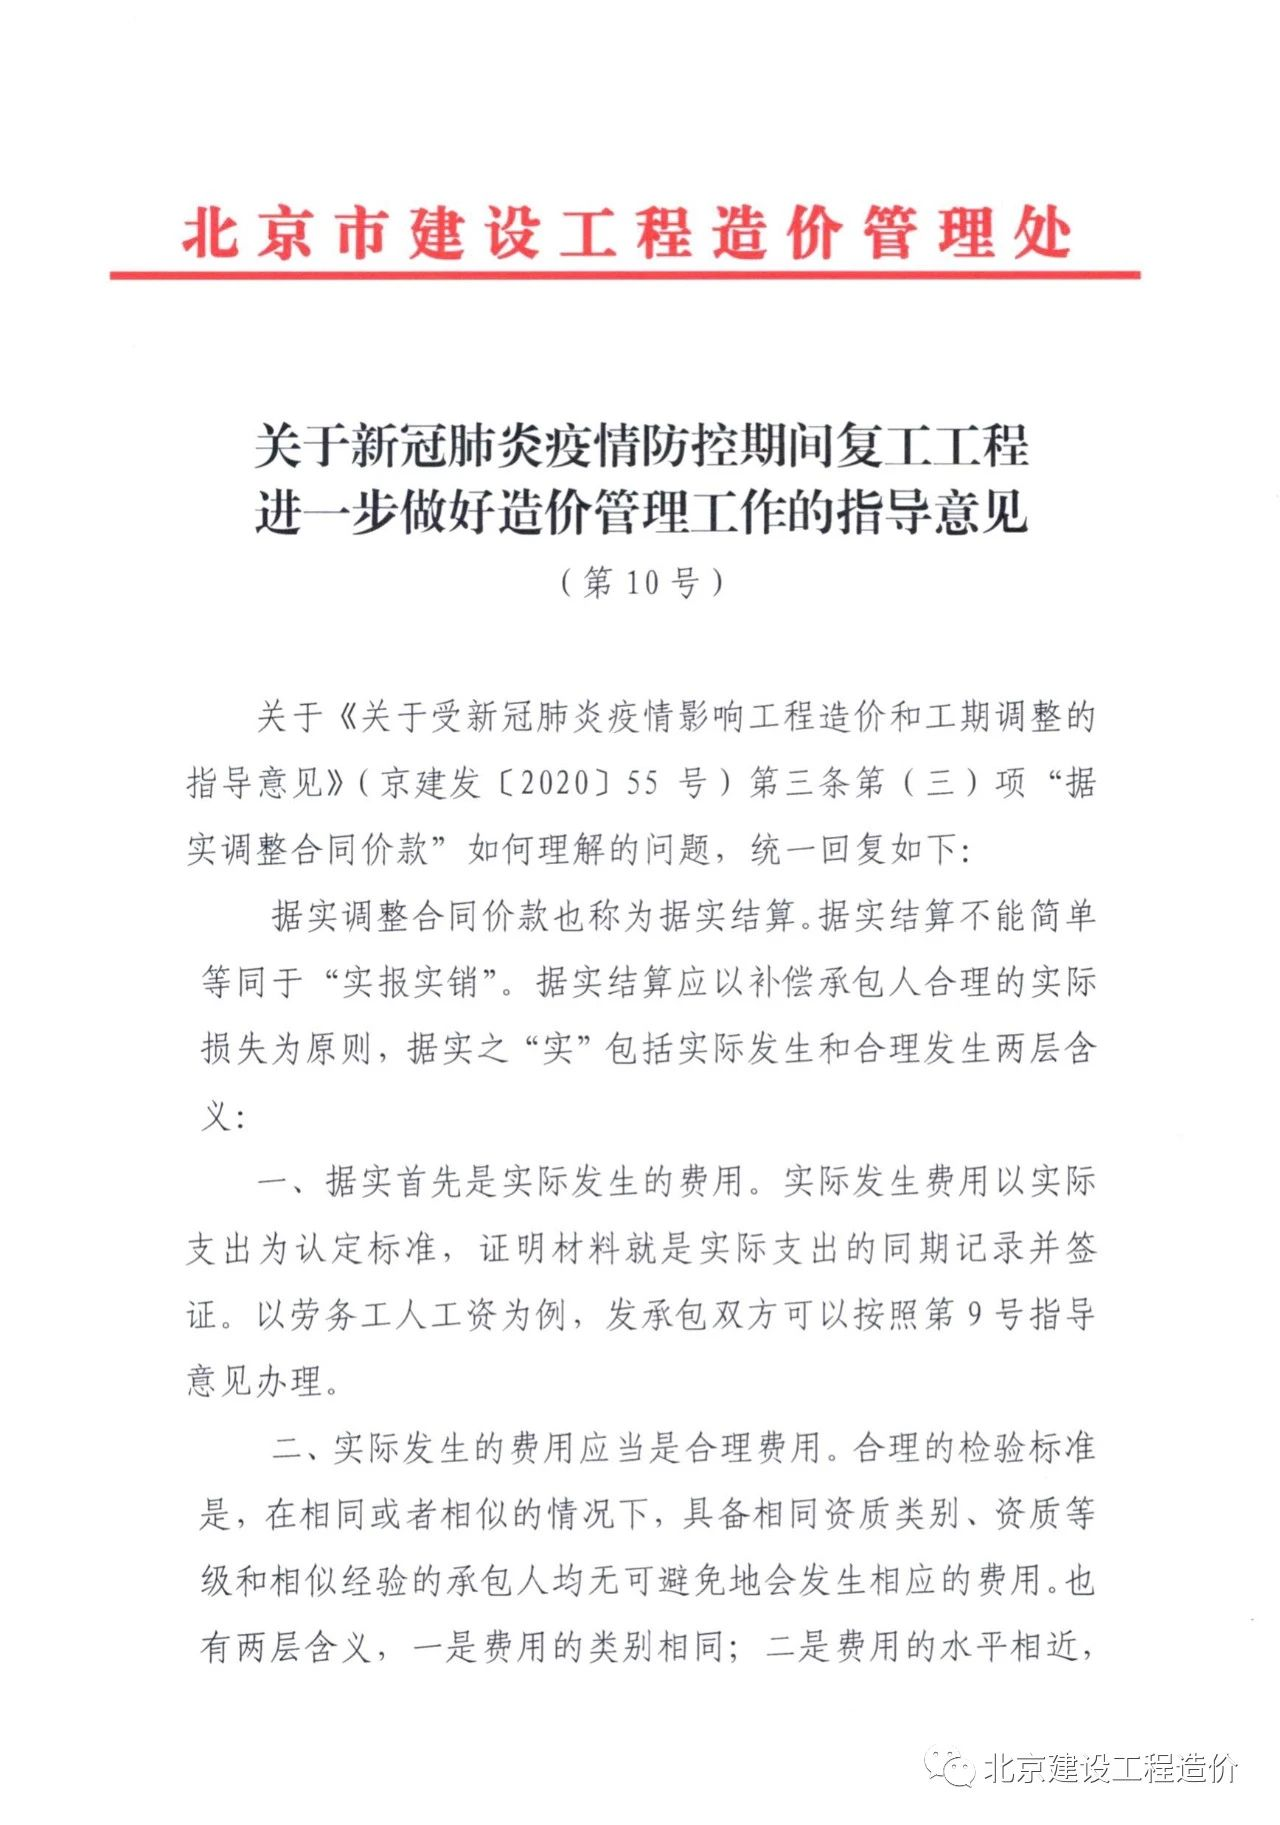 北京市建设工程造价管理处
关于新冠肺炎疫情防控期间复工工程
进一步做好造价管理工作的指导意见
（第 10 号）
关于《关于受新冠肺炎疫情影响工程造价和工期调整的
指导意见》（京建发〔2020〕55 号）第三条第（三）项“据
实调整合同价款”如何理解的问题，统一回复如下：
据实调整合同价款也称为据实结算。据实结算不能简单
等同于“实报实销”。据实结算应以补偿承包人合理的实际
损失为原则，据实之“实”包括实际发生和合理发生两层含
义：
一、据实首先是实际发生的费用。实际发生费用以实际
支出为认定标准，证明材料就是实际支出的同期记录并签
证。以劳务工人工资为例，发承包双方可以按照第 9 号指导
意见办理。
二、实际发生的费用应当是合理费用。合理的检验标准
是，在相同或者相似的情况下，具备相同资质类别、资质等
级和相似经验的承包人均无可避免地会发生相应的费用。也
有两层含义，一是费用的类别相同；二是费用的水平相近，
北京建设工程造价